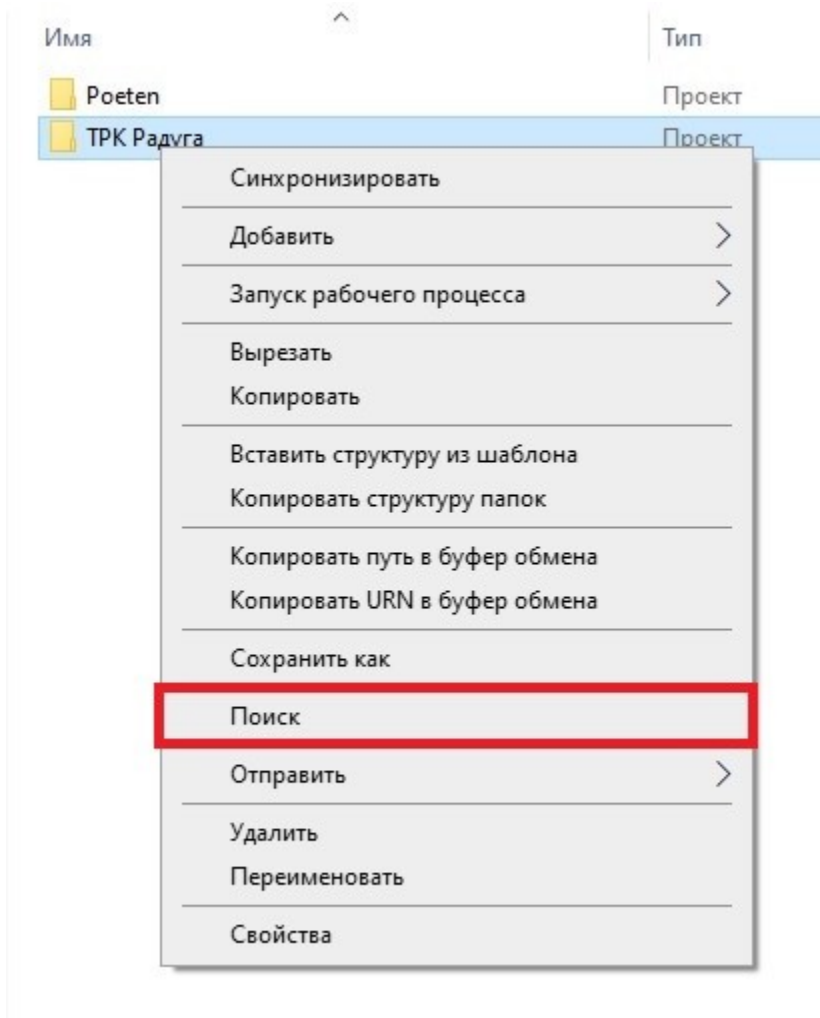 Имя Тип
Poeten Проект
ТРК Радуга Проект
Синхронизировать
Добавить
Запуск рабочего процесса
Вырезать
Копировать
Вставить структуру из шаблона
Копировать структуру папок
Копировать путь в буфер обмена
Копировать URN в буфер обмена
Сохранить как
Поиск
Отправить
Удалить
Переименовать
Свойства